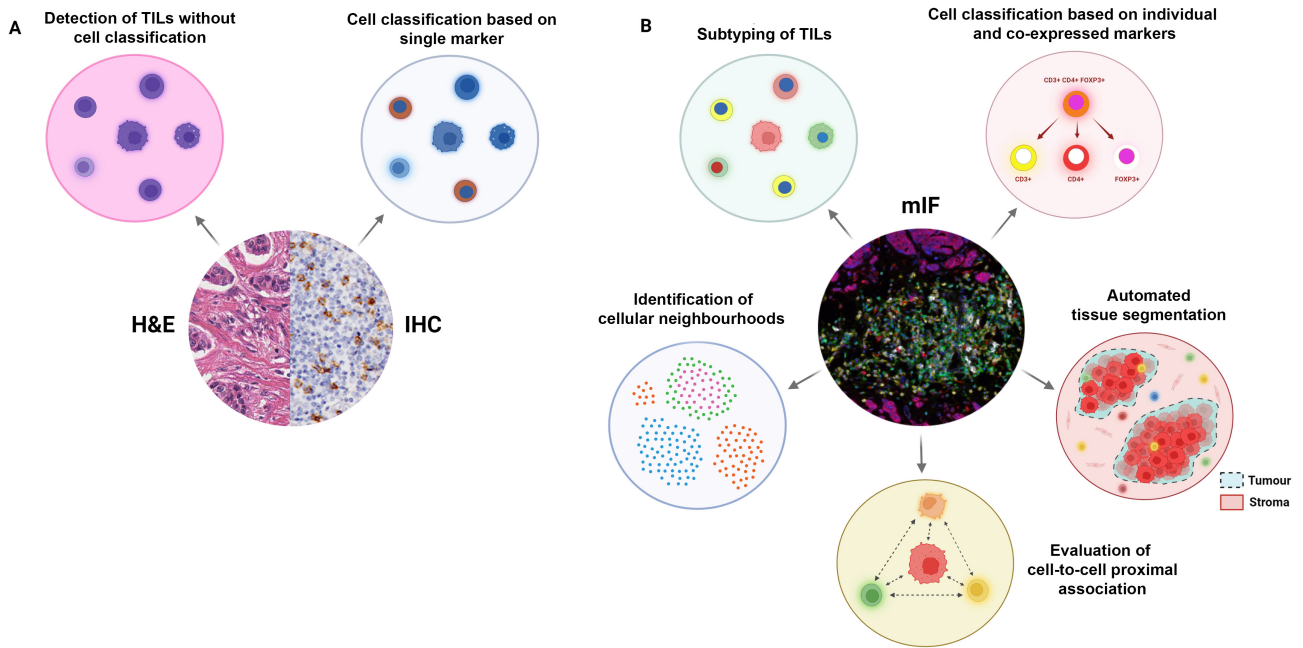 A
Detection of TILs without
cell classification
Cell classification based on
single marker
H&E
IHC
B
Subtyping of TILs
Cell classification based on individual
and co-expressed markers
CD3+ CD4+ FOXP3+
CD3+
CD4+
FOXP3+
mIF
Identification of
cellular neighbourhoods
Automated
tissue segmentation
Tumour
Stroma
Evaluation of
cell-to-cell proximal
association